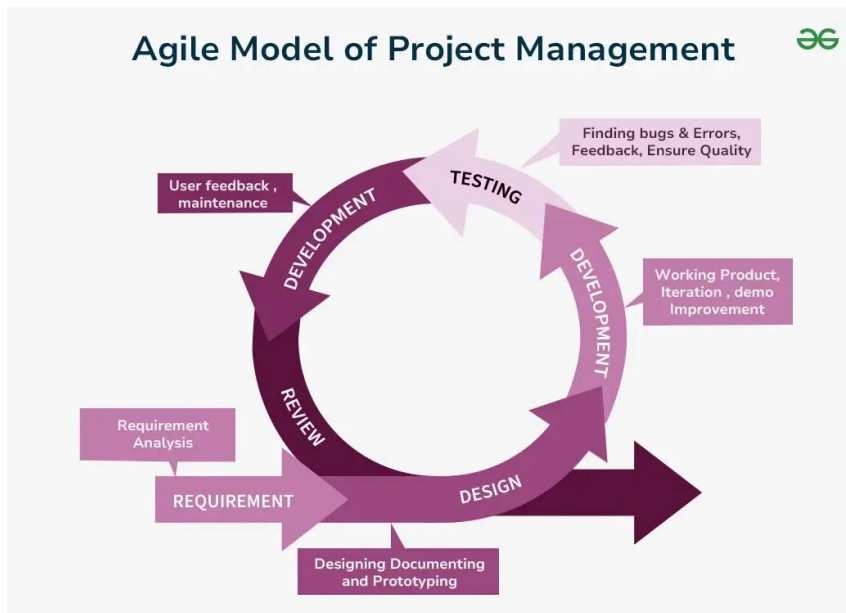 Agile Model of Project Management
Finding bugs & Errors,
Feedback, Ensure Quality
TESTING
User feedback ,
maintenance
DEVELOPMENT
DEVELOPMENT
Working Product,
Iteration , demo
Improvement
REVIEW
Requirement
Analysis
REQUIREMENT
DESIGN
Designing Documenting
and Prototyping